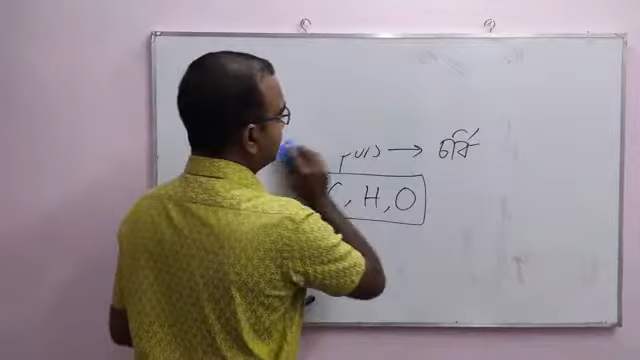 → চর্বি
C, H, O